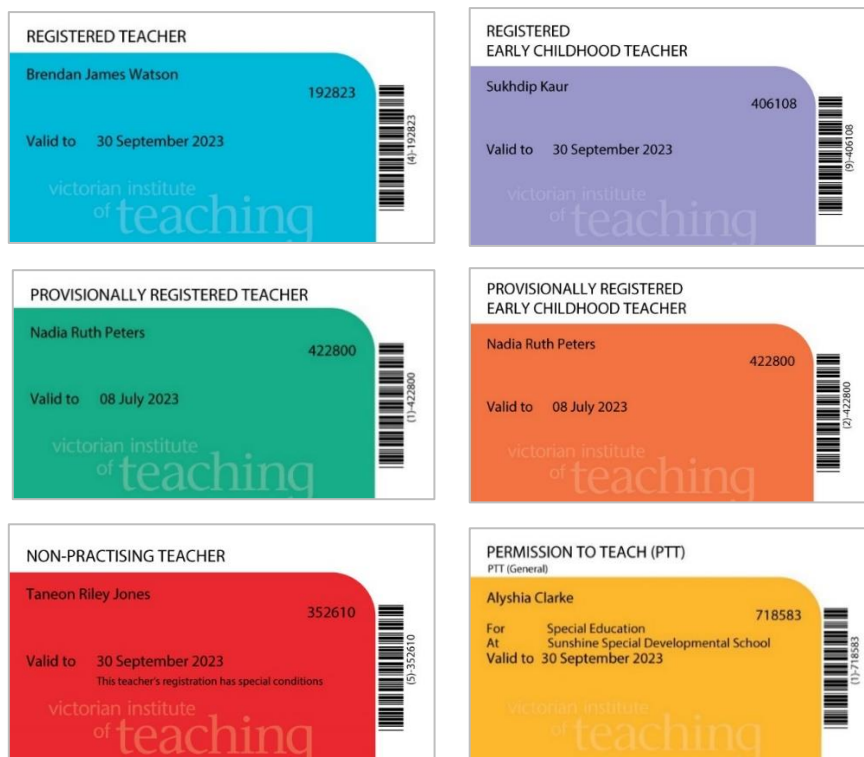 REGISTERED TEACHER
Brendan James Watson
192823
Valid to 30 September 2023
(4)-192823
victorian institute
of teaching
REGISTERED
EARLY CHILDHOOD TEACHER
Sukhdip Kaur
406108
Valid to 30 September 2023
(9)-406108
victorian institute
of teaching
PROVISIONALLY REGISTERED TEACHER
Nadia Ruth Peters
422800
Valid to 08 July 2023
(1)-422800
victorian institute
of teaching
PROVISIONALLY REGISTERED
EARLY CHILDHOOD TEACHER
Nadia Ruth Peters
422800
Valid to 08 July 2023
(2)-422800
victorian institute
of teaching
NON-PRACTISING TEACHER
Taneon Riley Jones
352610
Valid to 30 September 2023
This teacher's registration has special conditions
(5)-352610
victorian institute
of teaching
PERMISSION TO TEACH (PTT)
PTT (General)
Alyshia Clarke
718583
For Special Education
At Sunshine Special Developmental School
Valid to 30 September 2023
(1)-718583
victorian institute
of teaching